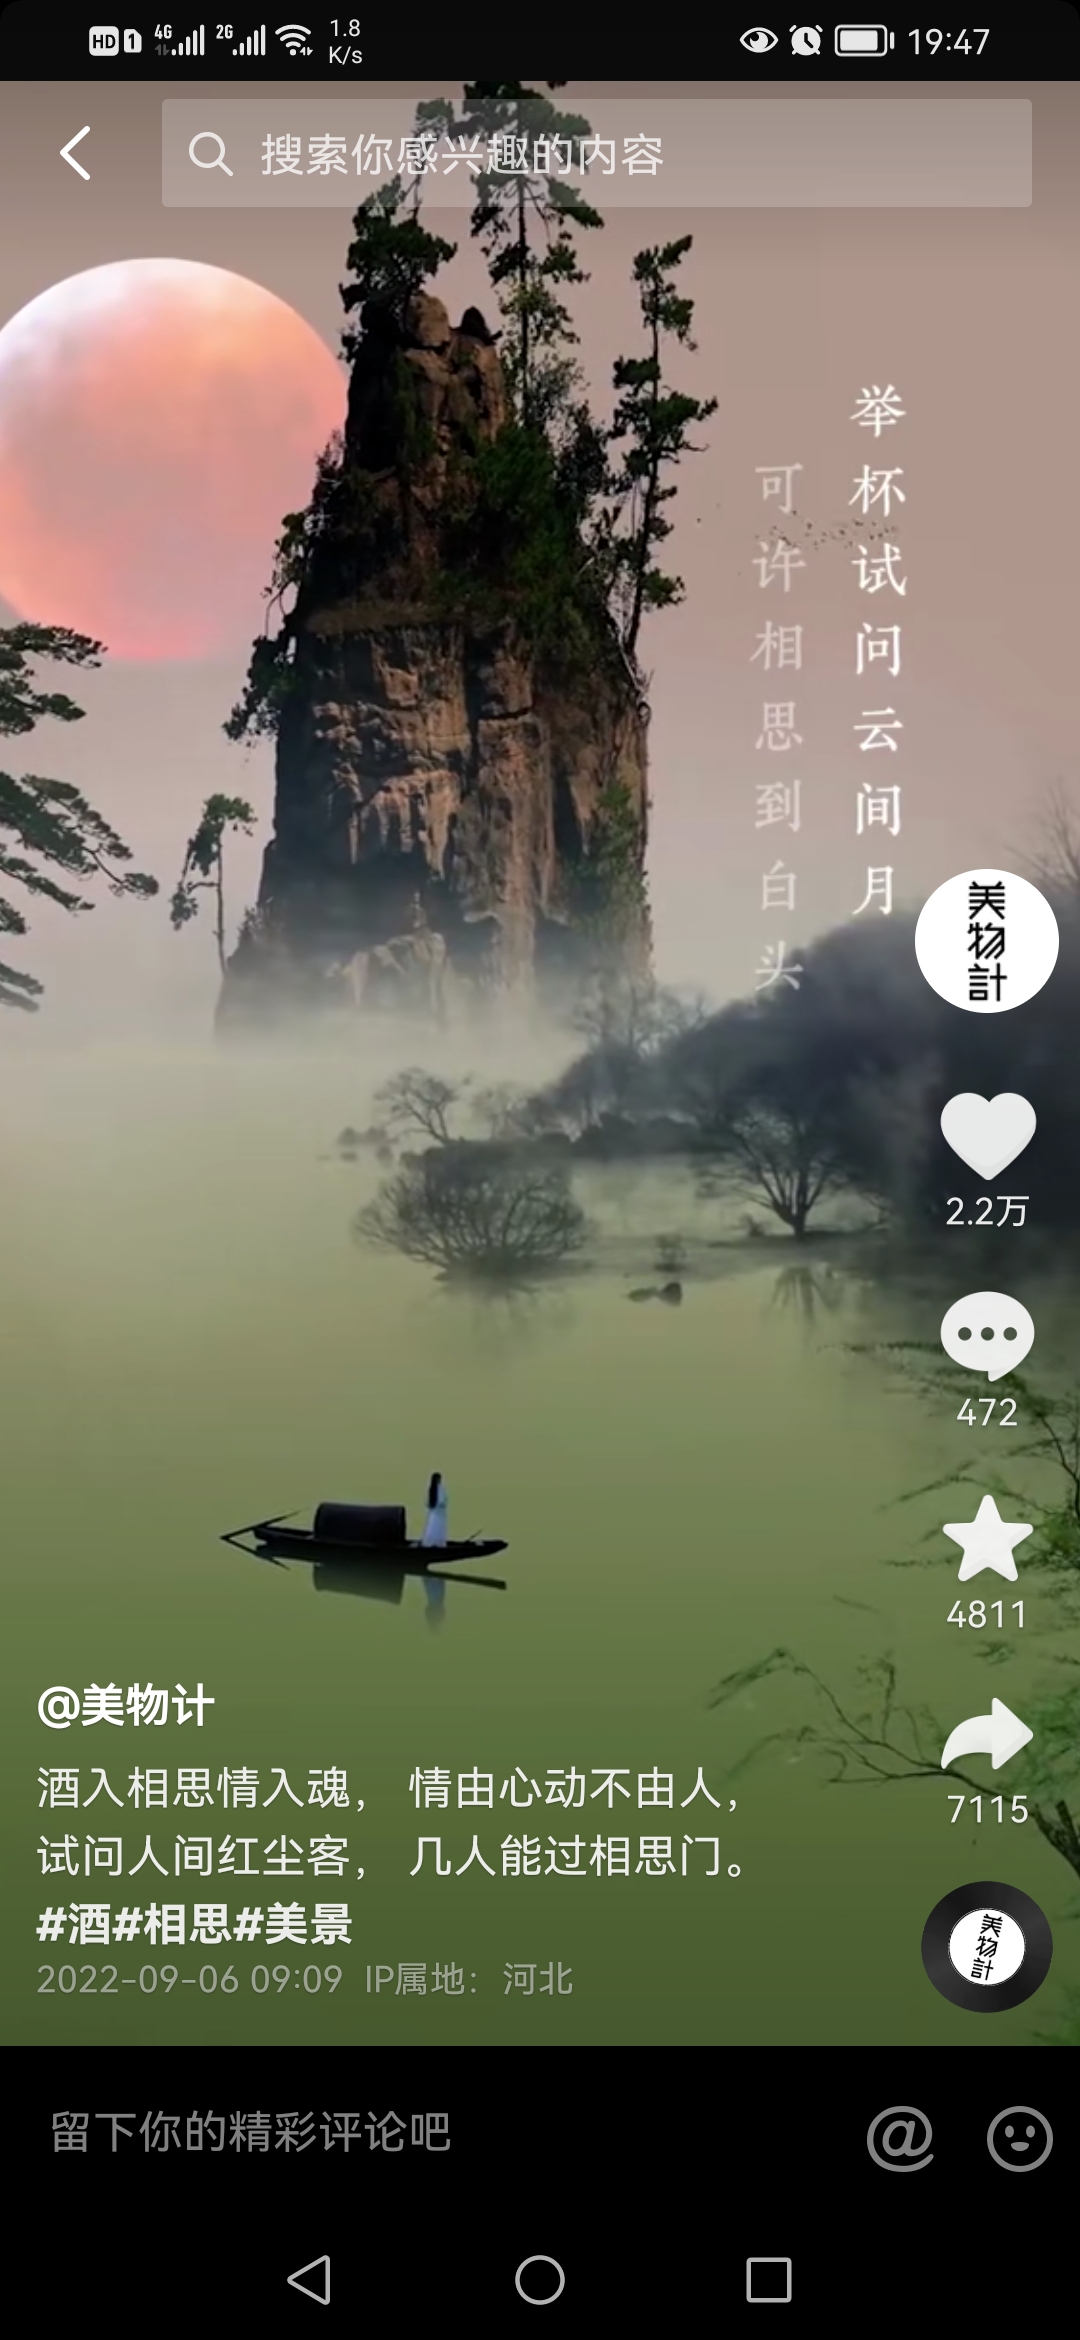 HD 1 4G 2G 1.8 K/s 19:47
搜索你感兴趣的内容
举杯试问云间月
可许相思到白头
美物計
2.2万
472
4811
@美物计
7115
酒入相思情入魂， 情由心动不由人，
试问人间红尘客， 几人能过相思门。
#酒#相思#美景
美物計
2022-09-06 09:09 IP属地：河北
留下你的精彩评论吧